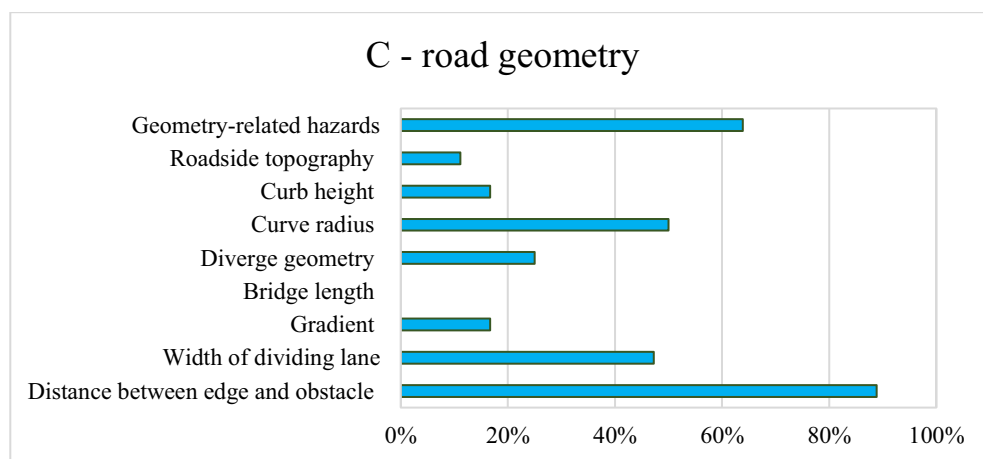 C - road geometry
Geometry-related hazards
Roadside topography
Curb height
Curve radius
Diverge geometry
Bridge length
Gradient
Width of dividing lane
Distance between edge and obstacle
0% 20% 40% 60% 80% 100%